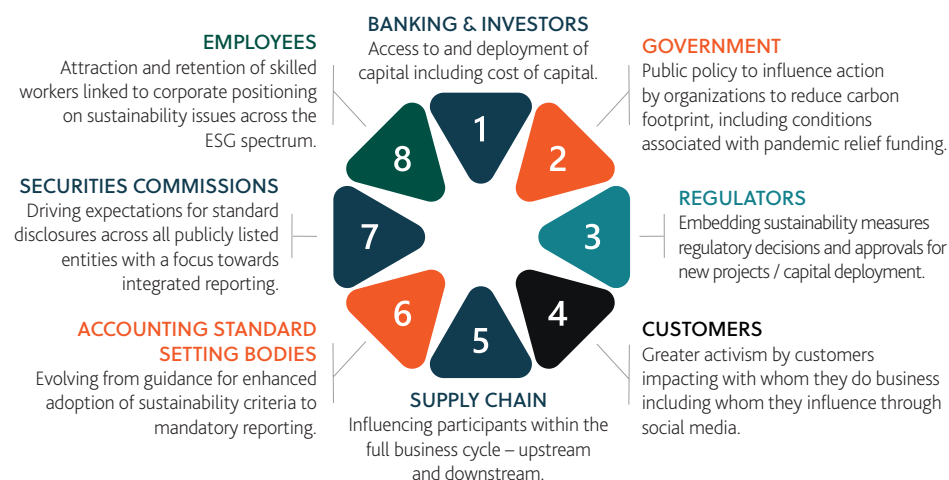 BANKING & INVESTORS
Access to and deployment of
capital including cost of capital.
1
GOVERNMENT
Public policy to influence action
by organizations to reduce carbon
footprint, including conditions
associated with pandemic relief funding.
2
REGULATORS
Embedding sustainability measures
regulatory decisions and approvals for
new projects / capital deployment.
3
CUSTOMERS
Greater activism by customers
impacting with whom they do business
including whom they influence through
social media.
4
5
SUPPLY CHAIN
Influencing participants within the
full business cycle – upstream
and downstream.
6
ACCOUNTING STANDARD
SETTING BODIES
Evolving from guidance for enhanced
adoption of sustainability criteria to
mandatory reporting.
7
SECURITIES COMMISSIONS
Driving expectations for standard
disclosures across all publicly listed
entities with a focus towards
integrated reporting.
8
EMPLOYEES
Attraction and retention of skilled
workers linked to corporate positioning
on sustainability issues across the
ESG spectrum.